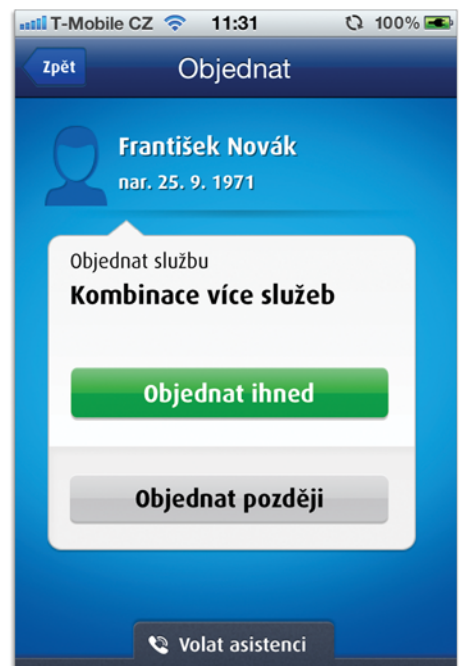 T-Mobile CZ 11:31 100%
Zpět Objednat
František Novák
nar. 25. 9. 1971
Objednat službu
Kombinace více služeb
Objednat ihned
Objednat později
Volat asistenci